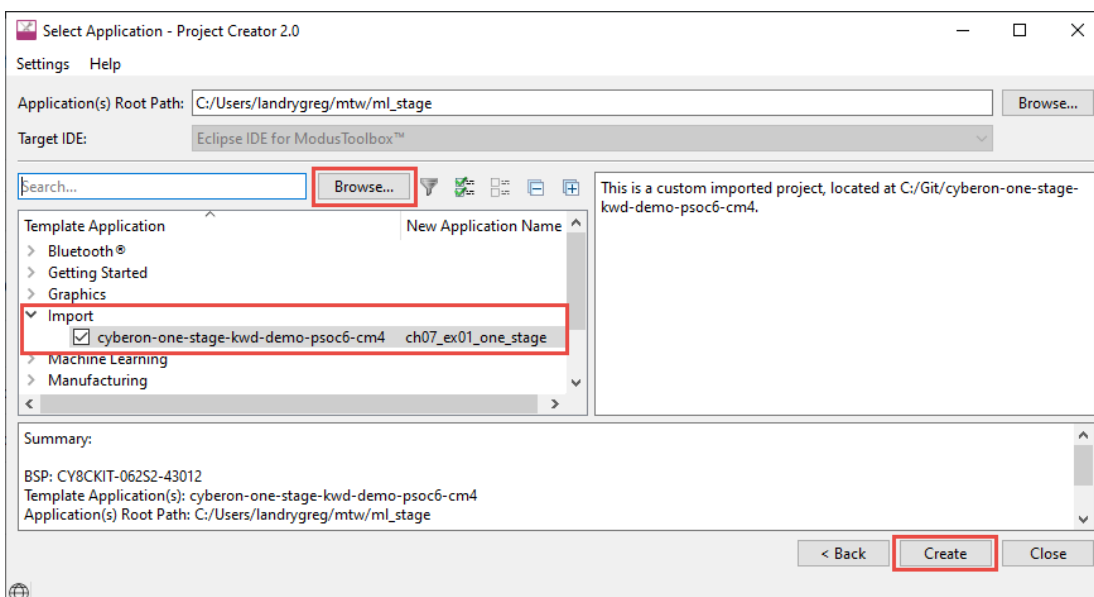 Select Application - Project Creator 2.0
Settings Help
Application(s) Root Path: C:/Users/landrygreg/mtw/ml_stage Browse...
Target IDE: Eclipse IDE for ModusToolbox™
Search... Browse...
This is a custom imported project, located at C:/Git/cyberon-one-stage-
kwd-demo-psoc6-cm4.
Template Application New Application Name
Bluetooth®
Getting Started
Graphics
Import
cyberon-one-stage-kwd-demo-psoc6-cm4 ch07_ex01_one_stage
Machine Learning
Manufacturing
Summary:
BSP: CY8CKIT-062S2-43012
Template Application(s): cyberon-one-stage-kwd-demo-psoc6-cm4
Application(s) Root Path: C:/Users/landrygreg/mtw/ml_stage
< Back Create Close